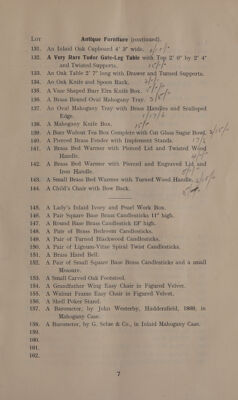 LOT Antique Furniture (continued).
131. An Inlaid Oak Cupboard 4' 3" wide.
132. A Very Rare Tudor Gate-Leg Table with Top 2' 6" by 2' 4"
and Twisted Supports.
133. An Oak Table 2' 7" long with Drawer and Turned Supports.
134. An Oak Knife and Spoon Rack.
135. A Vase Shaped Burr Elm Knife Box.
136. A Brass Bound Oval Mahogany Tray.
137. An Oval Mahogany Tray with Brass Handles and Scalloped
Edge.
138. A Mahogany Knife Box.
139. A Burr Walnut Tea Box Complete with Cut Glass Sugar Bowl.
140. A Pierced Brass Fender with Implement Stands.
141. A Brass Bed Warmer with Pierced Lid and Twisted Wood
Handle.
142. A Brass Bed Warmer with Pierced and Engraved Lid and
Iron Handle.
143. A Small Brass Bed Warmer with Turned Wood Handle.
144. A Child's Chair with Bow Back.
145. A Lady's Inlaid Ivory and Pearl Work Box.
146. A Pair Square Base Brass Candlesticks 11" high.
147. A Round Base Brass Candlestick 13" high.
148. A Pair of Brass Bedroom Candlesticks.
149. A Pair of Turned Blackwood Candlesticks.
150. A Pair of Lignum-Vitae Spiral Twist Candlesticks.
151. A Brass Hand Bell.
152. A Pair of Small Square Base Brass Candlesticks and a small
Measure.
153. A Small Carved Oak Footstool.
154. A Grandfather Wing Easy Chair in Figured Velvet.
155. A Walnut Frame Easy Chair in Figured Velvet.
156. A Shell Poker Stand.
157. A Barometer, by John Westerby, Huddersfield, 1860, in
Mahogany Case.
158. A Barometer, by G. & Co., in Inlaid Mahogany Case.
159.
160.
161.
162.
7